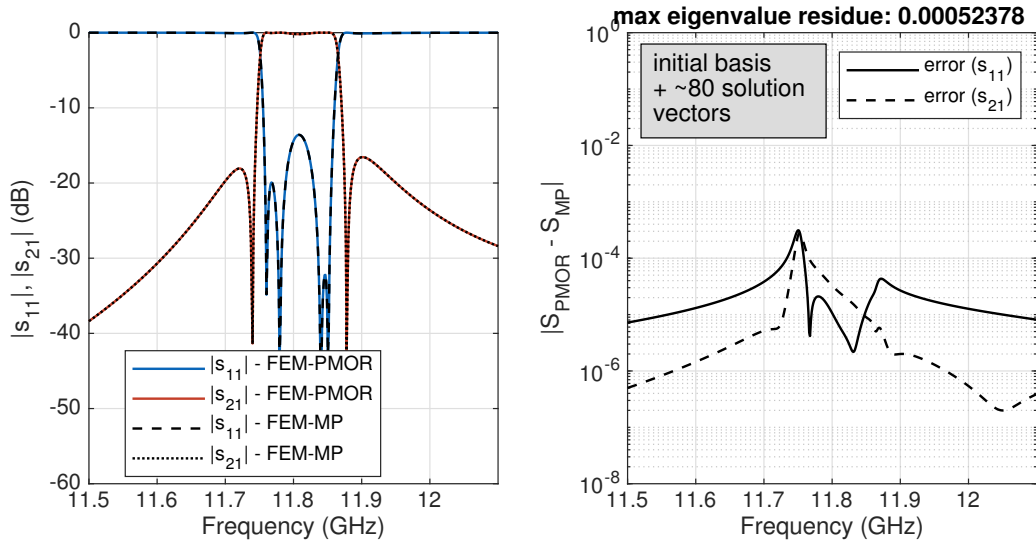 0
-10
-20
-30
-40
-50
-60
|s11|, |s21| (dB)
|s11| - FEM-PMOR
|s21| - FEM-PMOR
|s11| - FEM-MP
|s21| - FEM-MP
11.5 11.6 11.7 11.8 11.9 12
Frequency (GHz)
max eigenvalue residue: 0.00052378
10^0
10^-2
10^-4
10^-6
10^-8
|S_PMOR - S_MP|
initial basis
+ ~80 solution
vectors
error (s11)
error (s21)
11.5 11.6 11.7 11.8 11.9 12
Frequency (GHz)